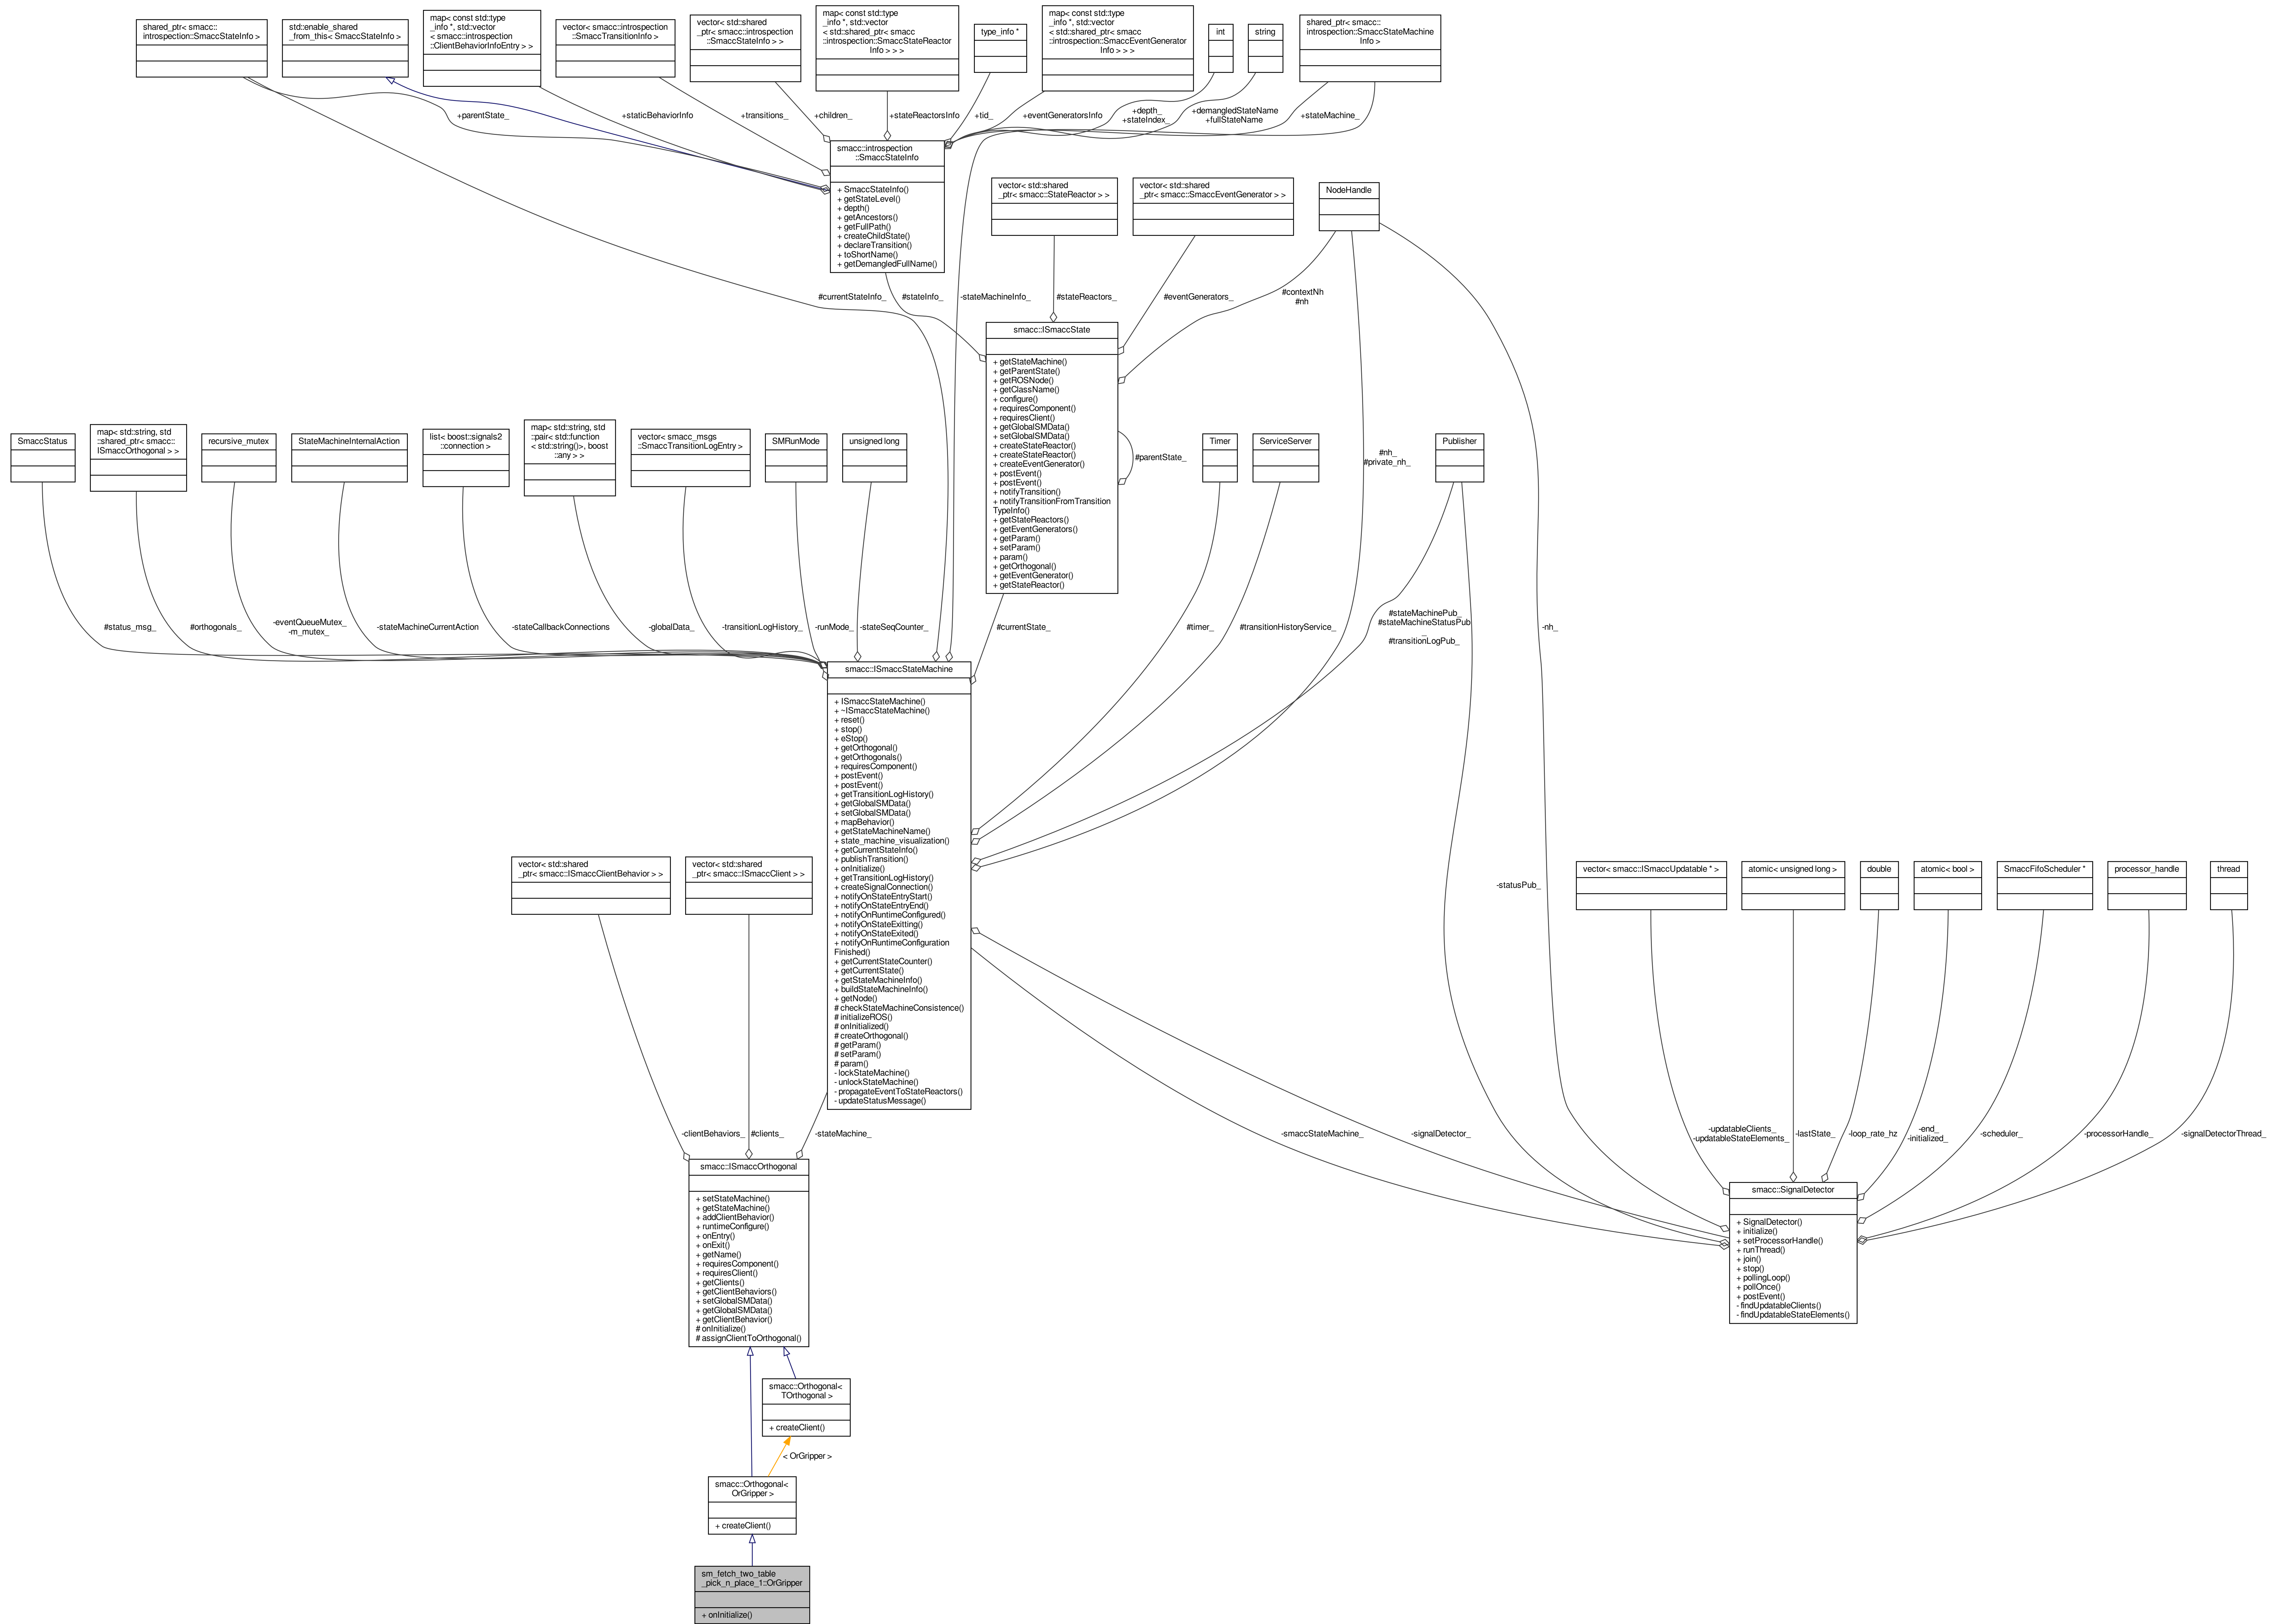 shared_ptr< smacc::
introspection::SmaccStateInfo >
std::enable_shared
_from_this< SmaccStateInfo >
map< const std::type
_info *, std::vector
< smacc::introspection
::ClientBehaviorInfoEntry > >
vector< smacc::introspection
::SmaccTransitionInfo >
vector< std::shared
_ptr< smacc::introspection
::SmaccStateInfo > >
map< const std::type
_info *, std::vector
< std::shared_ptr< smacc
::introspection::SmaccStateReactor
Info > > >
type_info *
map< const std::type
_info *, std::vector
< std::shared_ptr< smacc
::introspection::SmaccEventGenerator
Info > > >
int
string
shared_ptr< smacc::
introspection::SmaccStateMachine
Info >
+parentState_
+staticBehaviorInfo
+transitions_
+children_
+stateReactorsInfo
+tid_
+eventGeneratorsInfo
+depth_
+stateIndex_
+demangledStateName
+fullStateName
+stateMachine_
smacc::introspection
::SmaccStateInfo
+ SmaccStateInfo()
+ getStateLevel()
+ depth()
+ getAncestors()
+ getFullPath()
+ createChildState()
+ declareTransition()
+ toShortName()
+ getDemangledFullName()
vector< std::shared
_ptr< smacc::StateReactor > >
vector< std::shared
_ptr< smacc::SmaccEventGenerator > >
NodeHandle
#currentStateInfo_
#stateInfo_
-stateMachineInfo_
#stateReactors_
#eventGenerators_
#contextNh
#nh
smacc::ISmaccState
+ getStateMachine()
+ getParentState()
+ getROSNode()
+ getClassName()
+ configure()
+ requiresComponent()
+ requiresClient()
+ getGlobalSMData()
+ setGlobalSMData()
+ createStateReactor()
+ createStateReactor()
+ createEventGenerator()
+ postEvent()
+ postEvent()
+ notifyTransition()
+ notifyTransitionFromTransition
TypeInfo()
+ getStateReactors()
+ getEventGenerators()
+ getParam()
+ setParam()
+ param()
+ getOrthogonal()
+ getEventGenerator()
+ getStateReactor()
#parentState_
SmaccStatus
map< std::string, std
::shared_ptr< smacc::
ISmaccOrthogonal > >
recursive_mutex
StateMachineInternalAction
list< boost::signals2
::connection >
map< std::string, std
::pair< std::function
< std::string()>, boost
::any > >
vector< smacc_msgs
::SmaccTransitionLogEntry >
SMRunMode
unsigned long
Timer
ServiceServer
#nh_
#private_nh_
Publisher
#status_msg_
#orthogonals_
-eventQueueMutex_
-m_mutex_
-stateMachineCurrentAction
-stateCallbackConnections
-globalData_
-transitionLogHistory_
-runMode_
-stateSeqCounter_
#currentState_
#timer_
#transitionHistoryService_
#stateMachinePub_
#stateMachineStatusPub
_
#transitionLogPub_
-nh_
smacc::ISmaccStateMachine
+ ISmaccStateMachine()
+ ~ISmaccStateMachine()
+ reset()
+ stop()
+ eStop()
+ getOrthogonal()
+ getOrthogonals()
+ requiresComponent()
+ postEvent()
+ postEvent()
+ getTransitionLogHistory()
+ getGlobalSMData()
+ setGlobalSMData()
+ mapBehavior()
+ getStateMachineName()
+ state_machine_visualization()
+ getCurrentStateInfo()
+ publishTransition()
+ onInitialize()
+ getTransitionLogHistory()
+ createSignalConnection()
+ notifyOnStateEntryStart()
+ notifyOnStateEntryEnd()
+ notifyOnRuntimeConfigured()
+ notifyOnStateExitting()
+ notifyOnStateExited()
+ notifyOnRuntimeConfiguration
Finished()
+ getCurrentStateCounter()
+ getCurrentState()
+ getStateMachineInfo()
+ buildStateMachineInfo()
+ getNode()
# checkStateMachineConsistence()
# initializeROS()
# onInitialized()
# createOrthogonal()
# getParam()
# setParam()
# param()
- lockStateMachine()
- unlockStateMachine()
- propagateEventToStateReactors()
- updateStatusMessage()
vector< std::shared
_ptr< smacc::ISmaccClientBehavior > >
vector< std::shared
_ptr< smacc::ISmaccClient > >
-statusPub_
vector< smacc::ISmaccUpdatable * >
atomic< unsigned long >
double
atomic< bool >
SmaccFifoScheduler *
processor_handle
thread
-clientBehaviors_
#clients_
-stateMachine_
-smaccStateMachine_
-signalDetector_
-updatableClients_
-updatableStateElements_
-lastState_
-loop_rate_hz
-end_
-initialized_
-scheduler_
-processorHandle_
-signalDetectorThread_
smacc::ISmaccOrthogonal
+ setStateMachine()
+ getStateMachine()
+ addClientBehavior()
+ runtimeConfigure()
+ onEntry()
+ onExit()
+ getName()
+ requiresComponent()
+ requiresClient()
+ getClients()
+ getClientBehaviors()
+ setGlobalSMData()
+ getGlobalSMData()
+ getClientBehavior()
# onInitialize()
# assignClientToOrthogonal()
smacc::SignalDetector
+ SignalDetector()
+ initialize()
+ setProcessorHandle()
+ runThread()
+ join()
+ stop()
+ pollingLoop()
+ pollOnce()
+ postEvent()
- findUpdatableClients()
- findUpdatableStateElements()
smacc::Orthogonal<
TOrthogonal >
+ createClient()
< OrGripper >
smacc::Orthogonal<
OrGripper >
+ createClient()
sm_fetch_two_table
_pick_n_place_1::OrGripper
+ onInitialize()